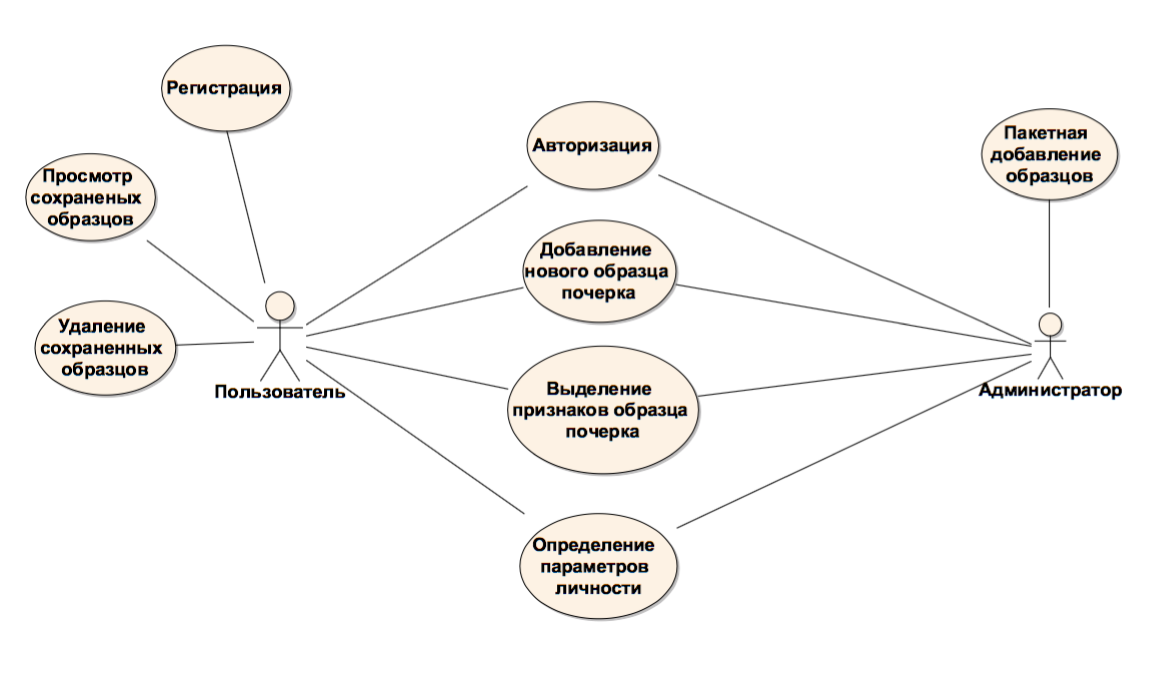 Регистрация
Авторизация
Пакетная
добавление
образцов
Просмотр
сохраненых
образцов
Добавление
нового образца
почерка
Удаление
сохраненных
образцов
Пользователь
Администратор
Выделение
признаков образца
почерка
Определение
параметров
личности